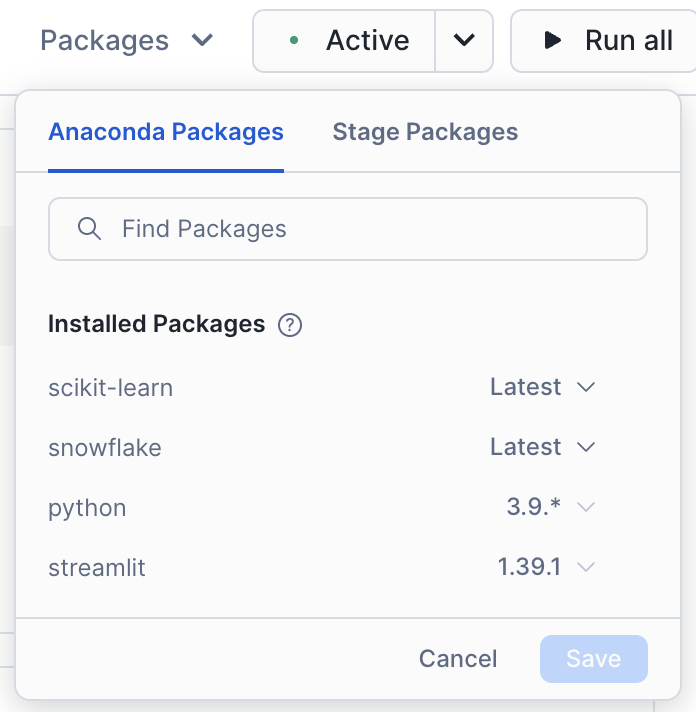 Packages Active Run all
Anaconda Packages Stage Packages
Find Packages
Installed Packages ?
scikit-learn Latest
snowflake Latest
python 3.9.*
streamlit 1.39.1
Cancel Save